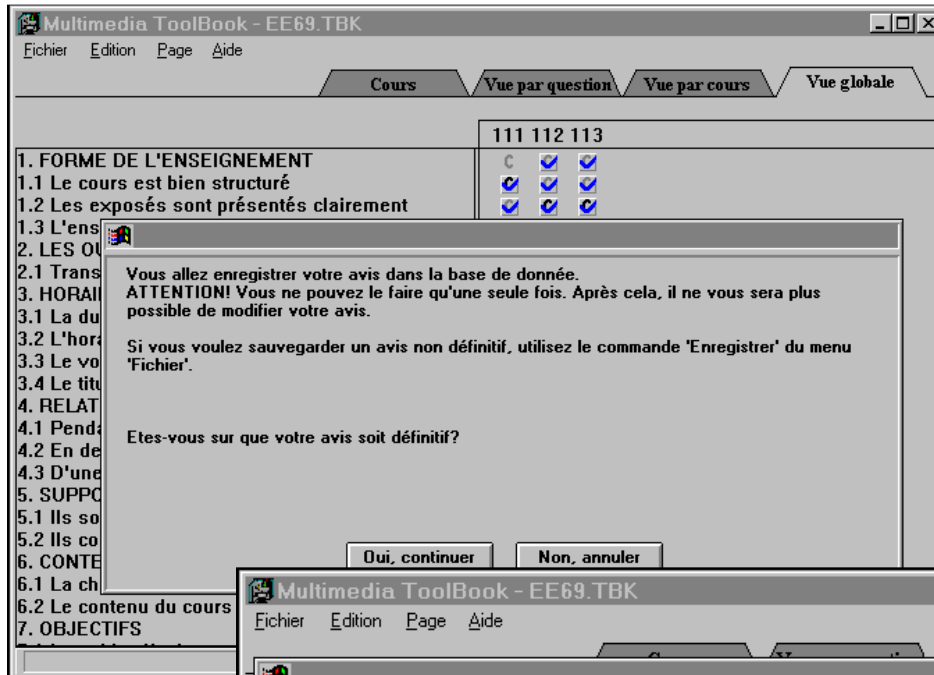 Multimedia ToolBook - EE69.TBK
Fichier Edition Page Aide
Cours Vue par question Vue par cours Vue globale
111 112 113
1. FORME DE L'ENSEIGNEMENT
1.1 Le cours est bien structuré
1.2 Les exposés sont présentés clairement
1.3 L'ens
2. LES OU
2.1 Trans
3. HORAI
3.1 La du
3.2 L'hora
3.3 Le vo
3.4 Le titu
4. RELAT
4.1 Penda
4.2 En de
4.3 D'une
5. SUPPO
5.1 Ils so
5.2 Ils co
6. CONTE
6.1 La ch
6.2 Le contenu du cours
7. OBJECTIFS
Vous allez enregistrer votre avis dans la base de donnée.
ATTENTION! Vous ne pouvez le faire qu'une seule fois. Après cela, il ne vous sera plus
possible de modifier votre avis.
Si vous voulez sauvegarder un avis non définitif, utilisez le commande 'Enregistrer' du menu
'Fichier'.
Etes-vous sur que votre avis soit définitif?
Oui, continuer Non, annuler
Multimedia ToolBook - EE69.TBK
Fichier Edition Page Aide